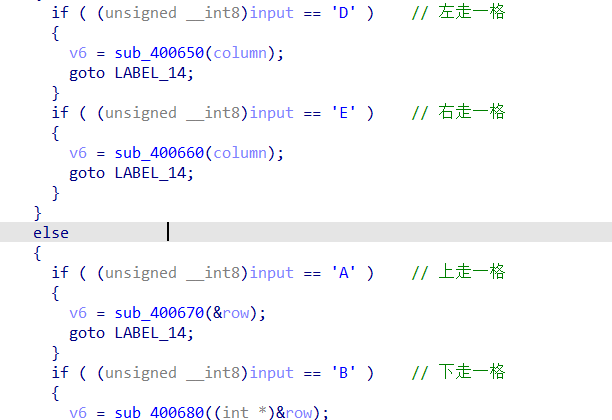 if ( (unsigned __int8)input == 'D' )    // 左走一格
{
v6 = sub_400650(column);
goto LABEL_14;
}
if ( (unsigned __int8)input == 'E' )    // 右走一格
{
v6 = sub_400660(column);
goto LABEL_14;
}
}
else
{
if ( (unsigned __int8)input == 'A' )    // 上走一格
{
v6 = sub_400670(&row);
goto LABEL_14;
}
if ( (unsigned __int8)input == 'B' )    // 下走一格
{
v6 = sub_400680((int *)&row);